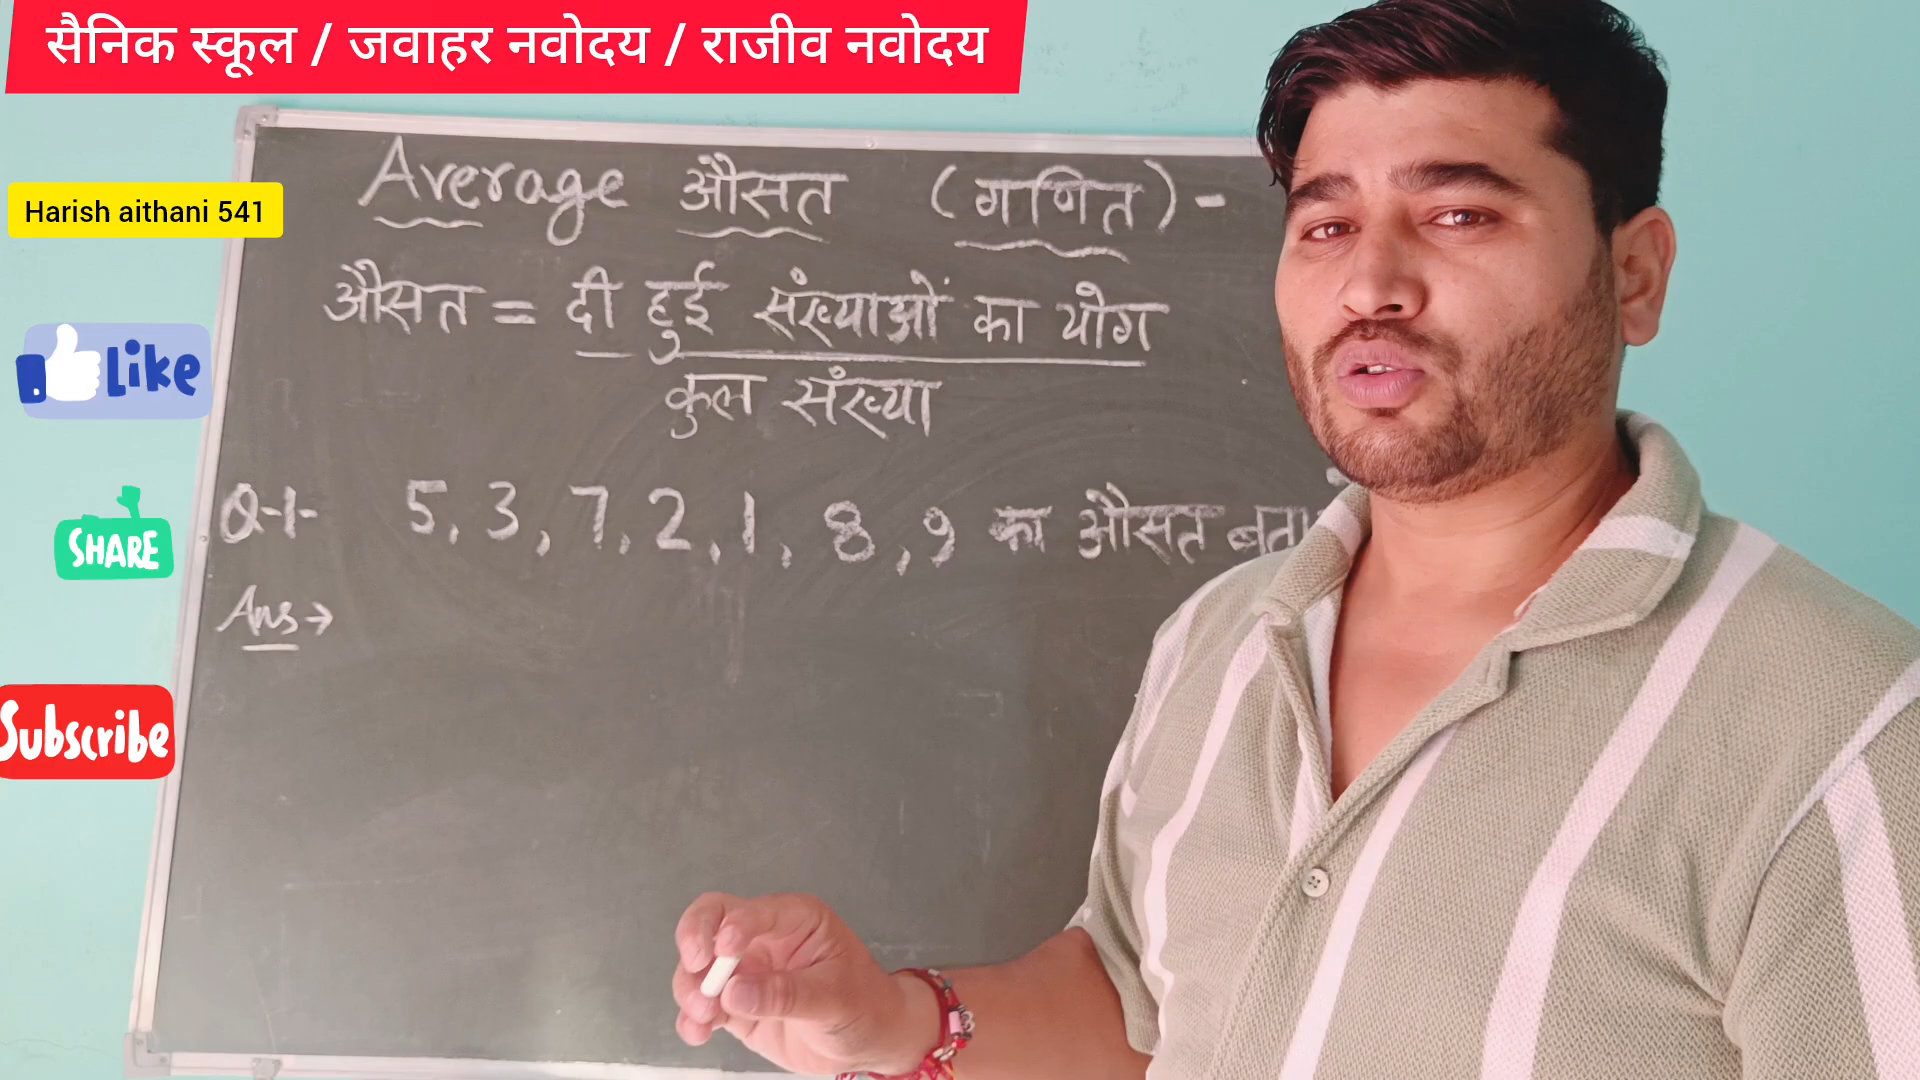 सैनिक स्कूल / जवाहर नवोदय / राजीव नवोदय
Average औसत (गणित) -
Harish aithani 541
औसत = दी हुई संख्याओं का योग
कुल संख्या
Like
Q-1- 5, 3, 7, 2, 1, 8, 9 का औसत
SHARE
Ans →
Subscribe